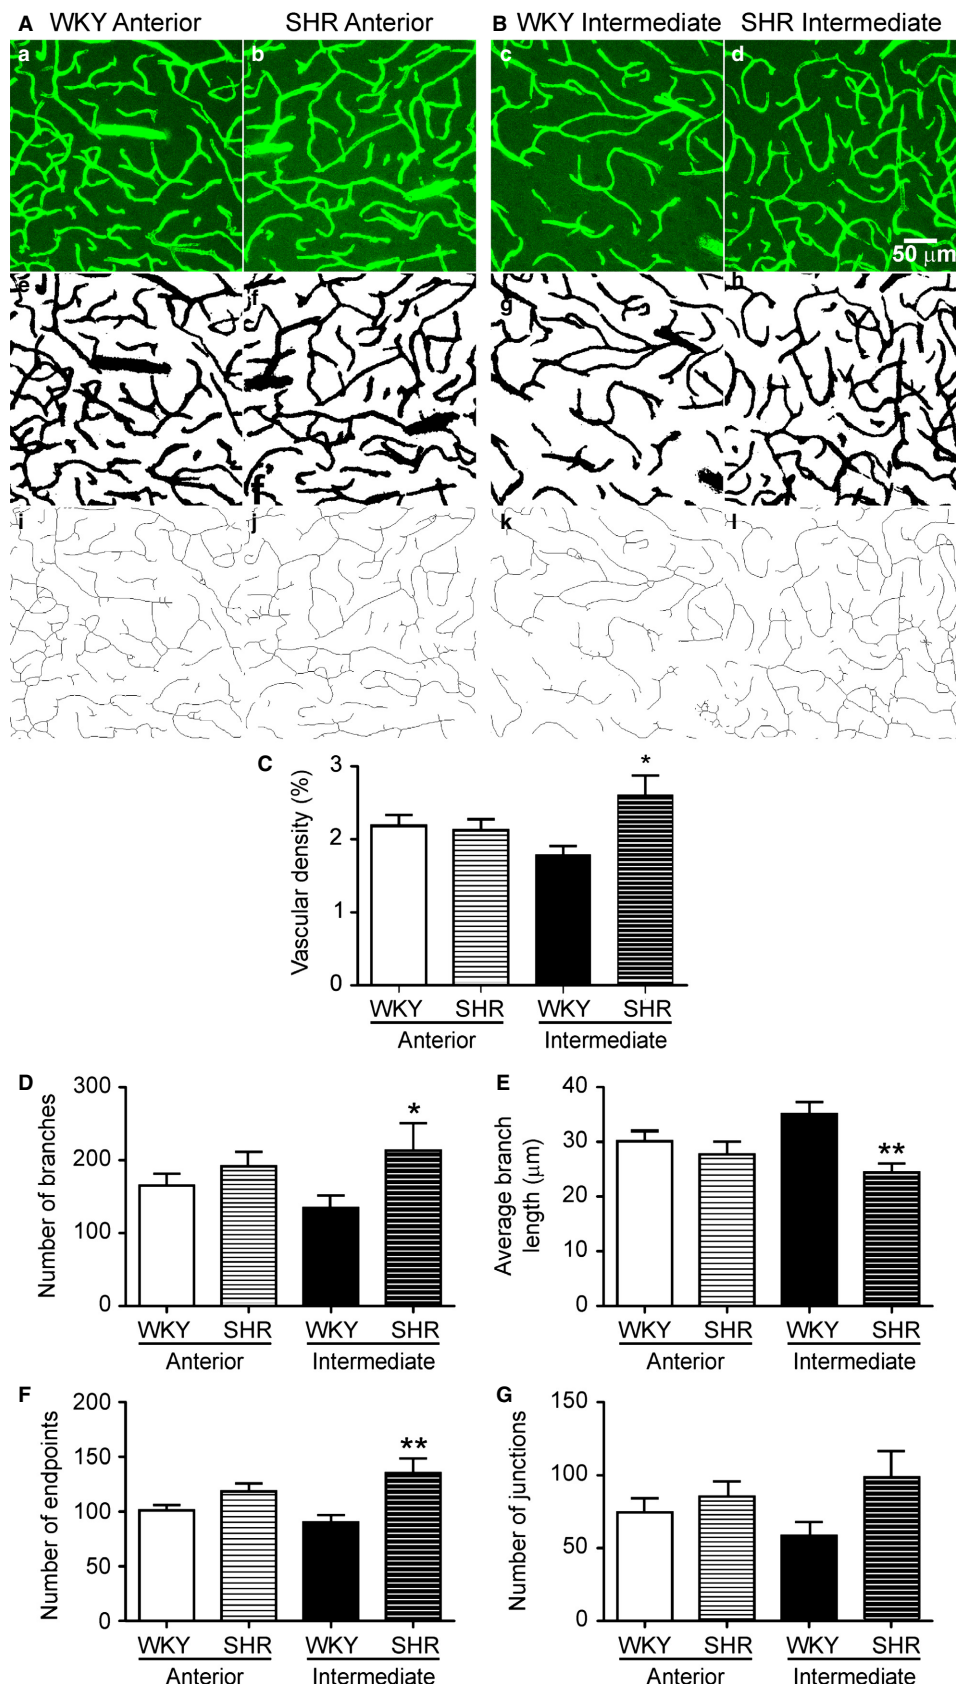 A WKY Anterior SHR Anterior B WKY Intermediate SHR Intermediate
a b c d
50 μm
e f g h
i j k l
C
Vascular density (%)
3
2
1
0
*
WKY SHR WKY SHR
Anterior Intermediate
D
Number of branches
300
200
100
0
*
WKY SHR WKY SHR
Anterior Intermediate
E
Average branch
length (μm)
40
30
20
10
0
**
WKY SHR WKY SHR
Anterior Intermediate
F
Number of endpoints
200
150
100
50
0
**
WKY SHR WKY SHR
Anterior Intermediate
G
Number of junctions
150
100
50
0
WKY SHR WKY SHR
Anterior Intermediate